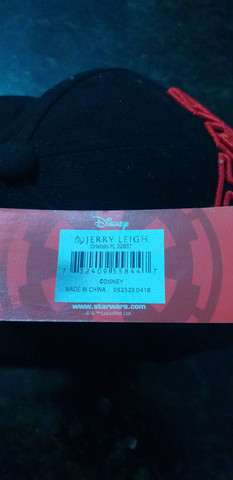 Disney
JERRY LEIGH
Orlando FL 32837
7 32409 55844 7
©DISNEY
MADE IN CHINA 052323.0418
www.starwars.com
® & ™ Lucasfilm Ltd.